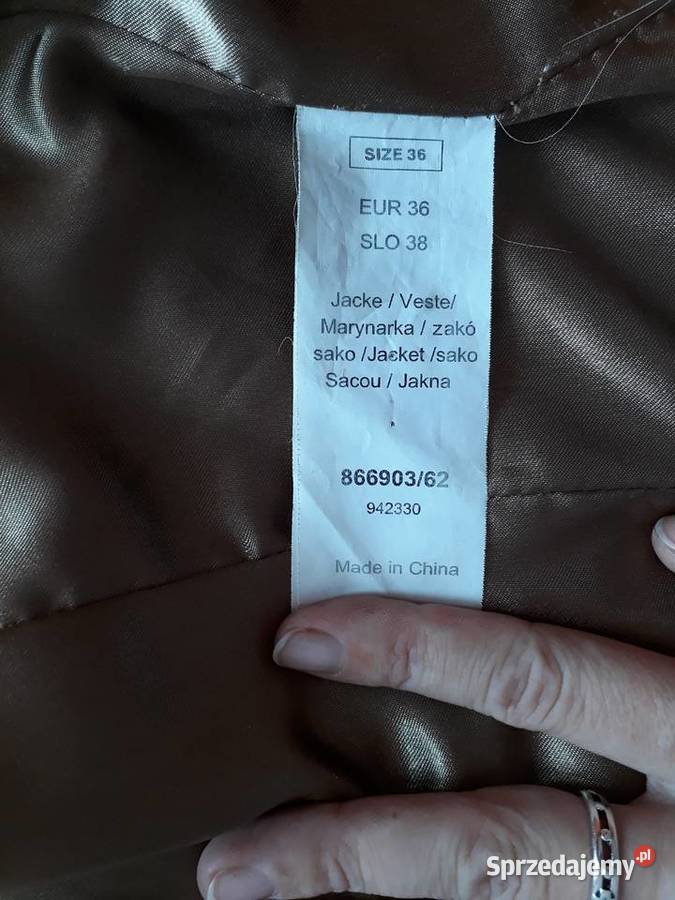 SIZE 36
EUR 36
SLO 38
Jacke / Veste/
Marynarka / zakó
sako /Jacket /sako
Sacou / Jakna
866903/62
942330
Made in China
Sprzedajemy.pl